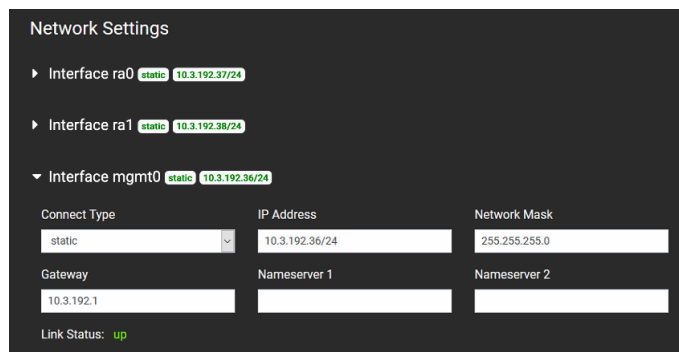 Network Settings
Interface ra0 static 10.3.192.37/24
Interface ra1 static 10.3.192.38/24
Interface mgmt0 static 10.3.192.36/24
Connect Type IP Address Network Mask
static 10.3.192.36/24 255.255.255.0
Gateway Nameserver 1 Nameserver 2
10.3.192.1
Link Status: up